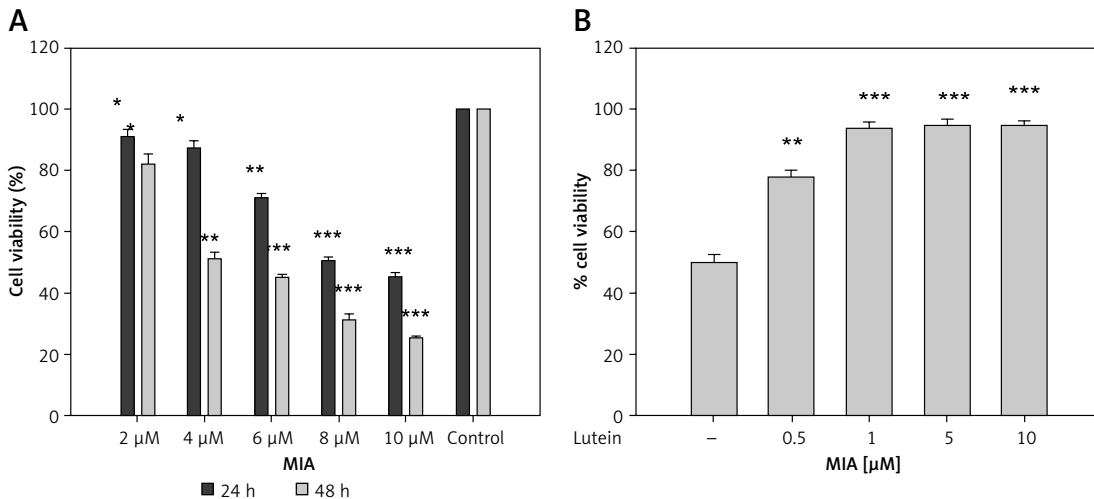 A
120
100
80
60
40
20
0
Cell viability (%)
* * * ** ** *** *** *** *** ***
2 µM 4 µM 6 µM 8 µM 10 µM Control
MIA
24 h 48 h
B
120
100
80
60
40
20
0
% cell viability
** *** *** ***
Lutein – 0.5 1 5 10
MIA [µM]